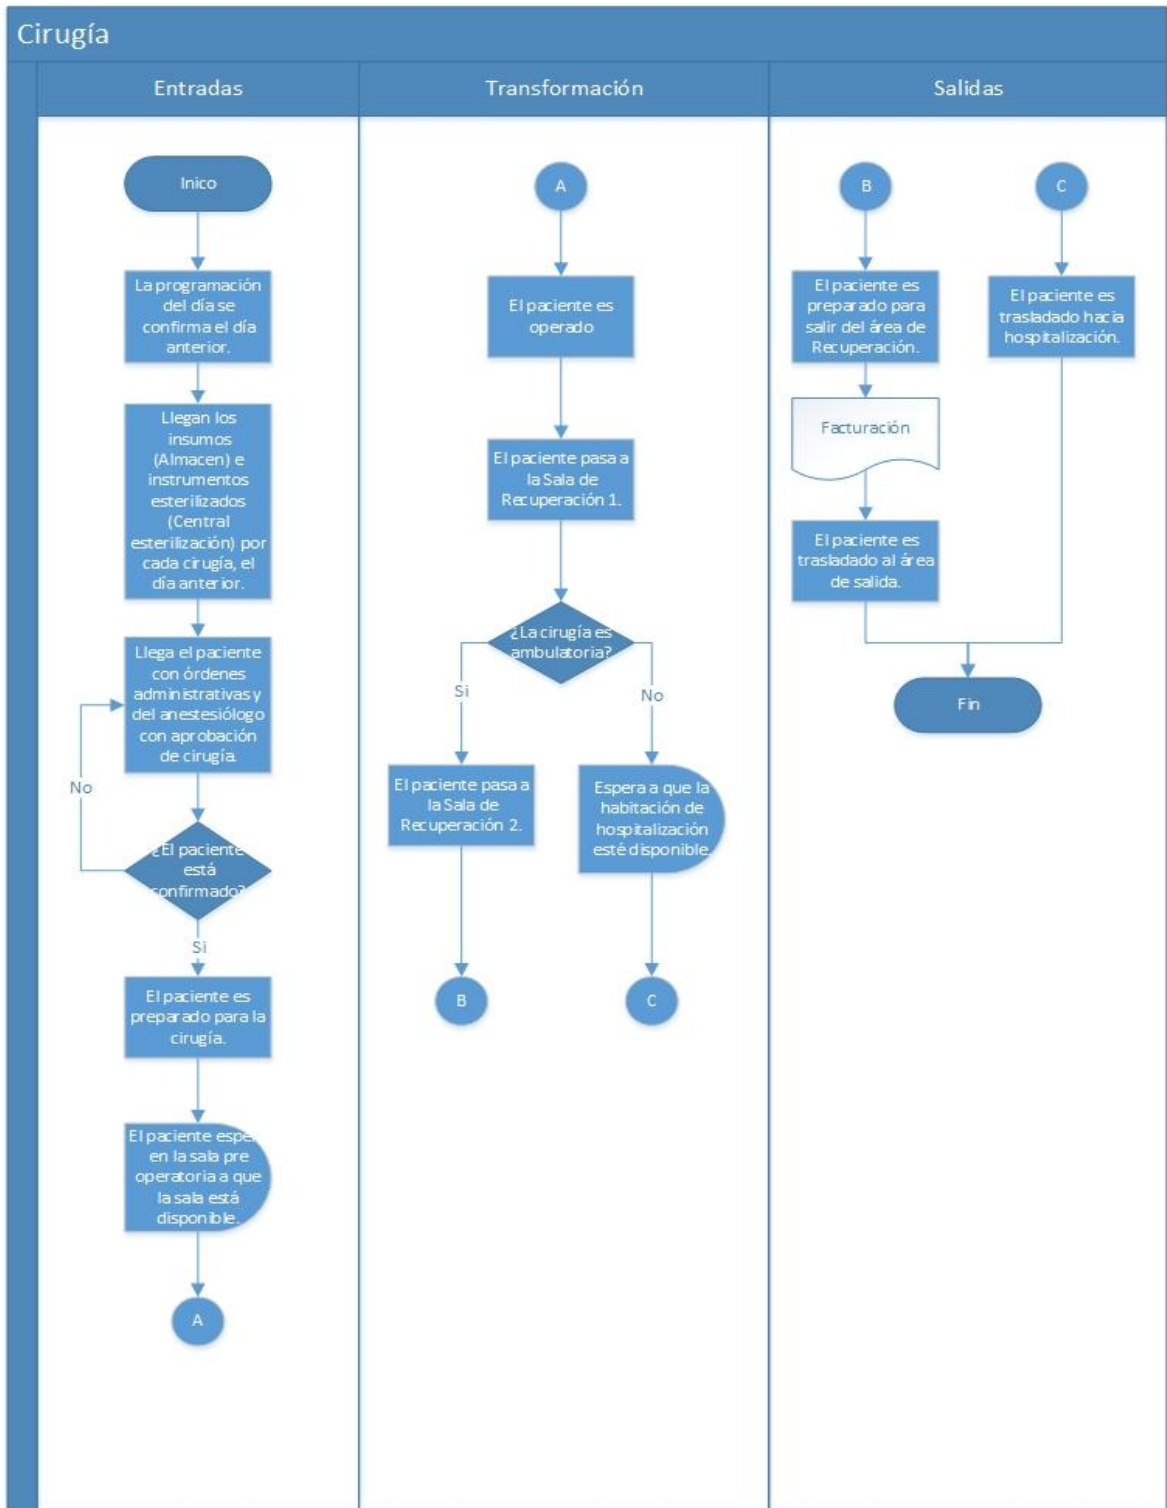 Cirugía
Entradas
Transformación
Salidas
Inico
La programación
del día se
confirma el día
anterior.
Llegan los
insumos
(Almacen) e
instrumentos
esterilizados
(Central
esterilización) por
cada cirugía, el
día anterior.
Llega el paciente
con órdenes
administrativas y
del anestesiólogo
con aprobación
de cirugía.
No
¿El paciente
está
confirmado?
Si
El paciente es
preparado para la
cirugía.
El paciente espera
en la sala pre
operatoria a que
la sala está
disponible.
A
A
El paciente es
operado
El paciente pasa a
la Sala de
Recuperación 1.
¿La cirugía es
ambulatoria?
Si
No
El paciente pasa a
la Sala de
Recuperación 2.
Espera a que la
habitación de
hospitalización
esté disponible.
B
C
B
C
El paciente es
preparado para
salir del área de
Recuperación.
El paciente es
trasladado hacia
hospitalización.
Facturación
El paciente es
trasladado al área
de salida.
Fin